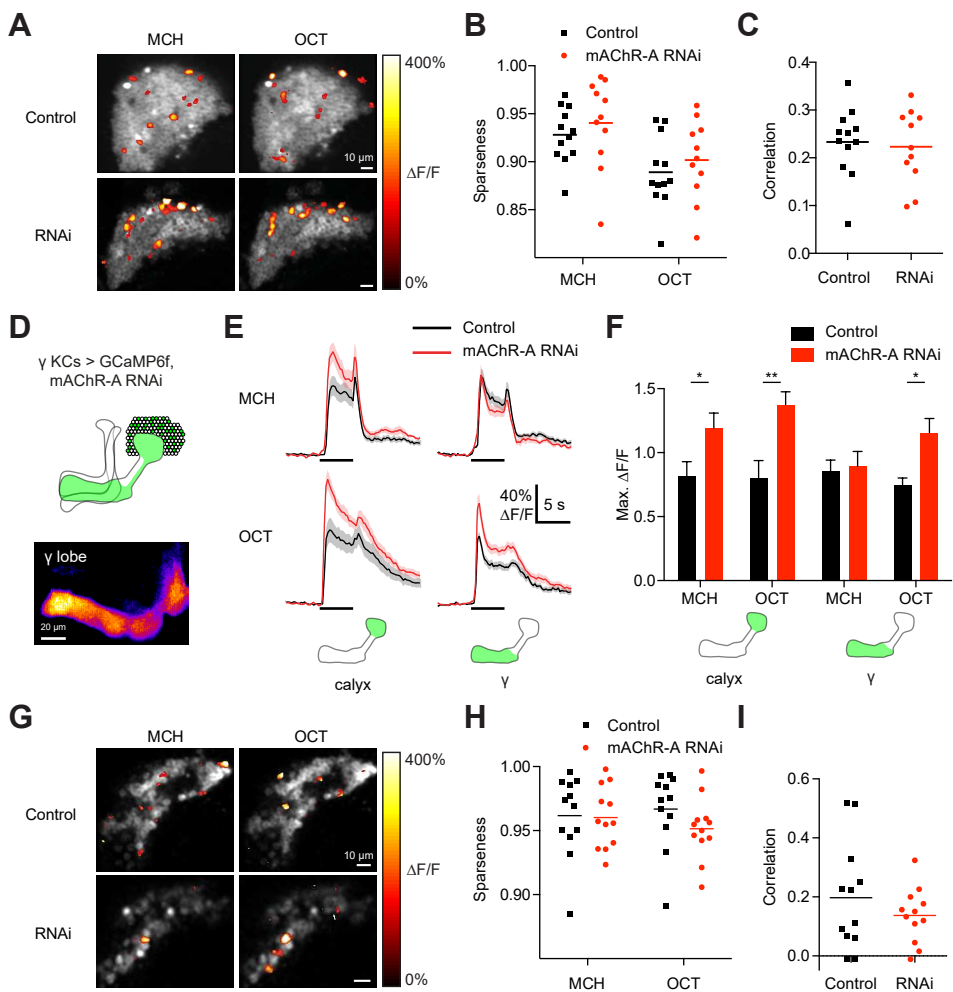 A
MCH
OCT
Control
RNAi
10 µm
400%
ΔF/F
0%
B
Control
mAChR-A RNAi
Sparseness
1.00
0.95
0.90
0.85
MCH
OCT
C
Correlation
0.4
0.3
0.2
0.1
0.0
Control
RNAi
D
γ KCs > GCaMP6f,
mAChR-A RNAi
γ lobe
20 µm
E
Control
mAChR-A RNAi
MCH
OCT
40%
ΔF/F
5 s
calyx
γ
F
Control
mAChR-A RNAi
Max. ΔF/F
1.5
1.0
0.5
0.0
*
**
*
MCH
OCT
MCH
OCT
calyx
γ
G
MCH
OCT
Control
RNAi
10 µm
400%
ΔF/F
0%
H
Control
mAChR-A RNAi
Sparseness
1.00
0.95
0.90
MCH
OCT
I
Correlation
0.6
0.4
0.2
0.0
Control
RNAi